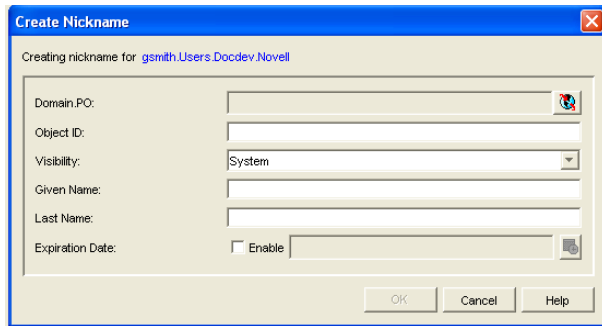 Create Nickname
Creating nickname for gsmith.Users.Docdev.Novell
Domain.PO:
Object ID:
Visibility: System
Given Name:
Last Name:
Expiration Date: Enable
OK Cancel Help